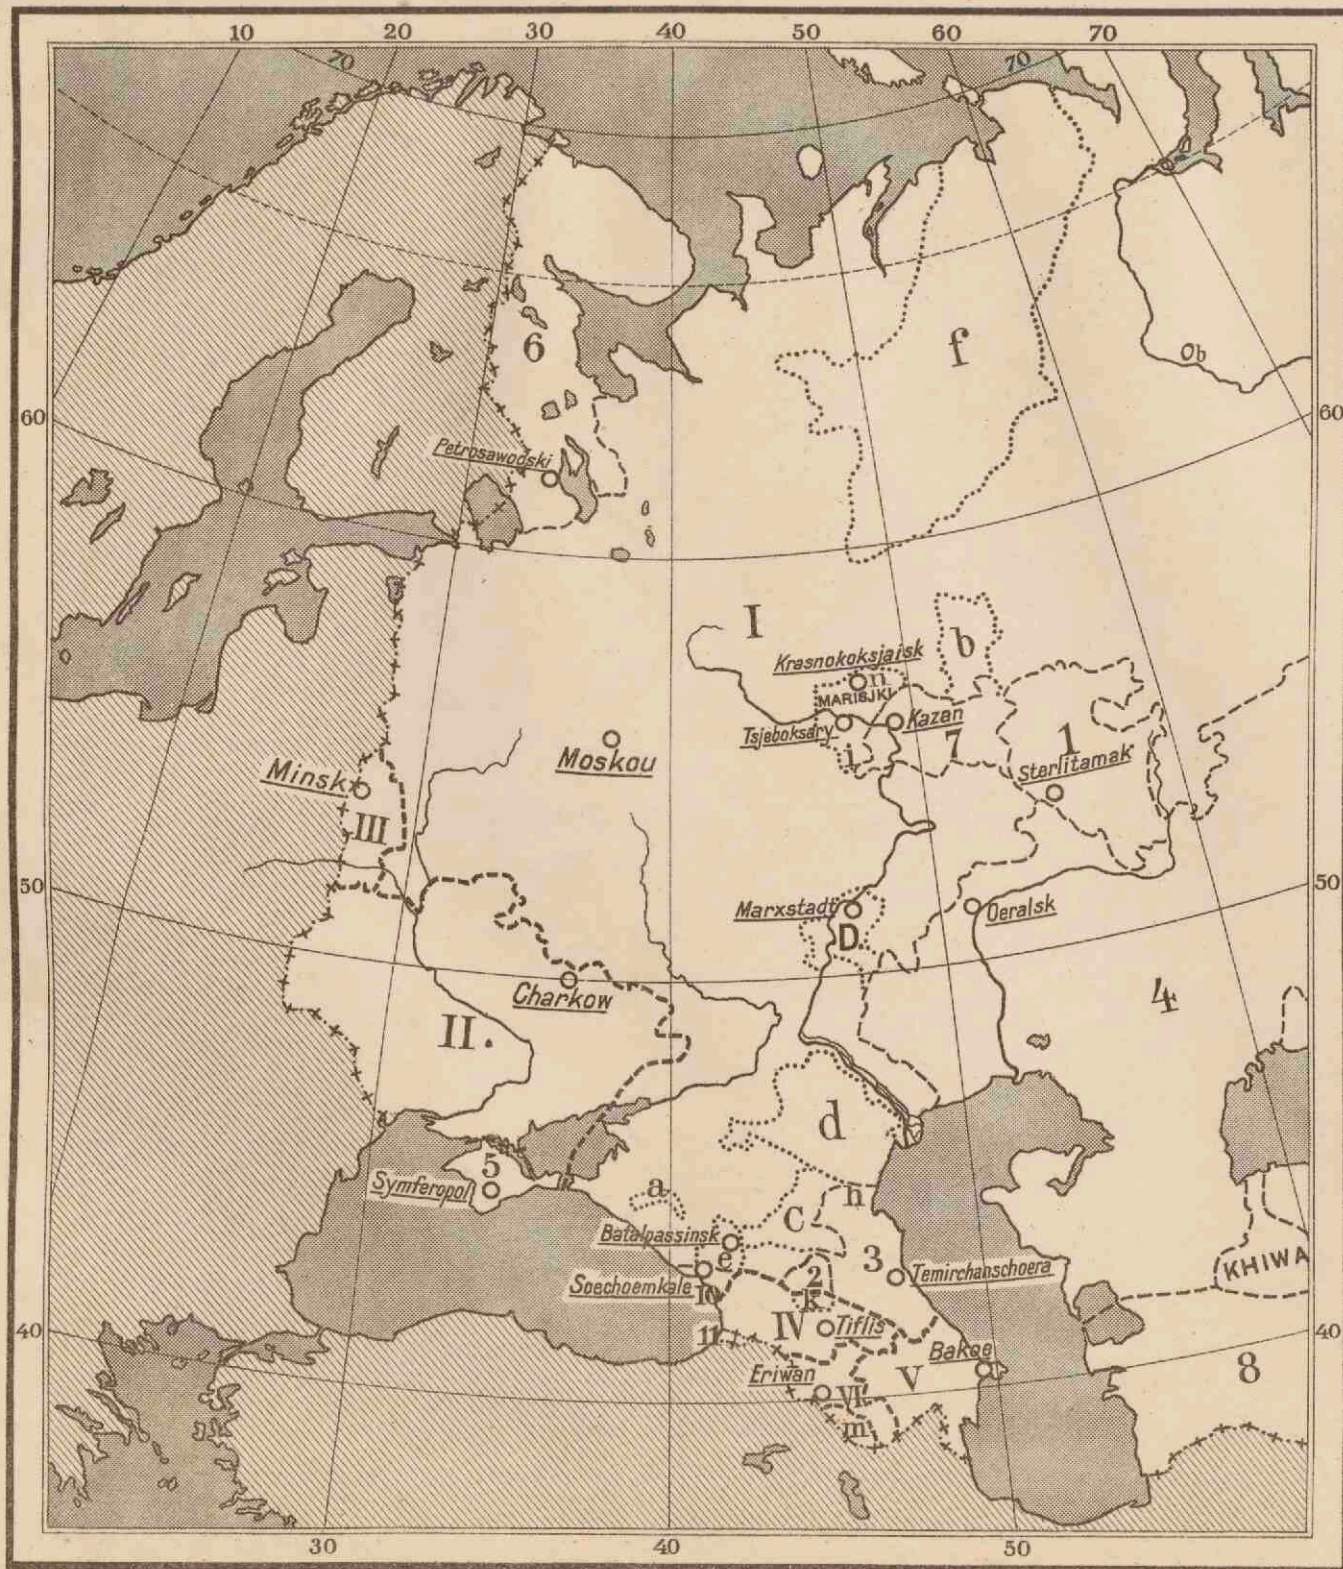 10 20 30 40 50 60 70
70 70
Ob
6
f
60 60
Petrosawodski
I
b
Krasnokoksjaisk
n
MARISJKI
Tsjeboksary
Kazan
i
7
1
Sterlitamak
Moskou
Minsk
III
50 50
Marxstadt
D.
Oeralsk
Charkow
II
4
d
5
Symferopol
a
h
Batalpassinsk
C
e
3
2
Temirchanschoera
KHIWA
Soechoemkale
10
k
40 40
11
IV
Tiflis
Bakoe
8
Eriwan
V
VI
m
30 40 50